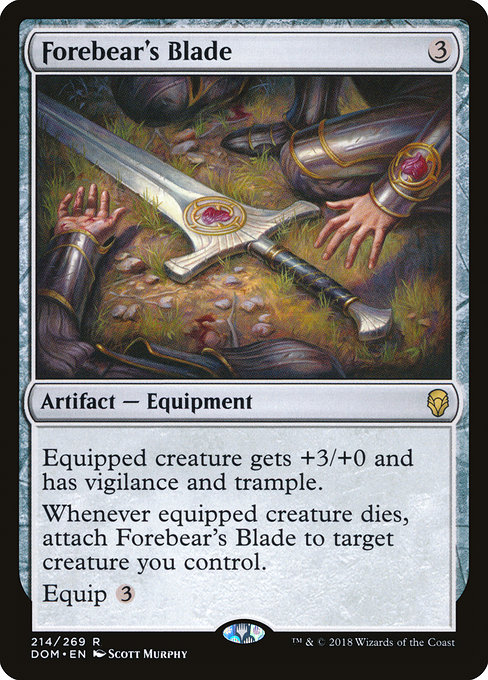 Forebear's Blade 3
Artifact — Equipment
Equipped creature gets +3/+0 and
has vigilance and trample.
Whenever equipped creature dies,
attach Forebear's Blade to target
creature you control.
Equip 3
214/269 R
DOM • EN Scott Murphy
™ & © 2018 Wizards of the Coast